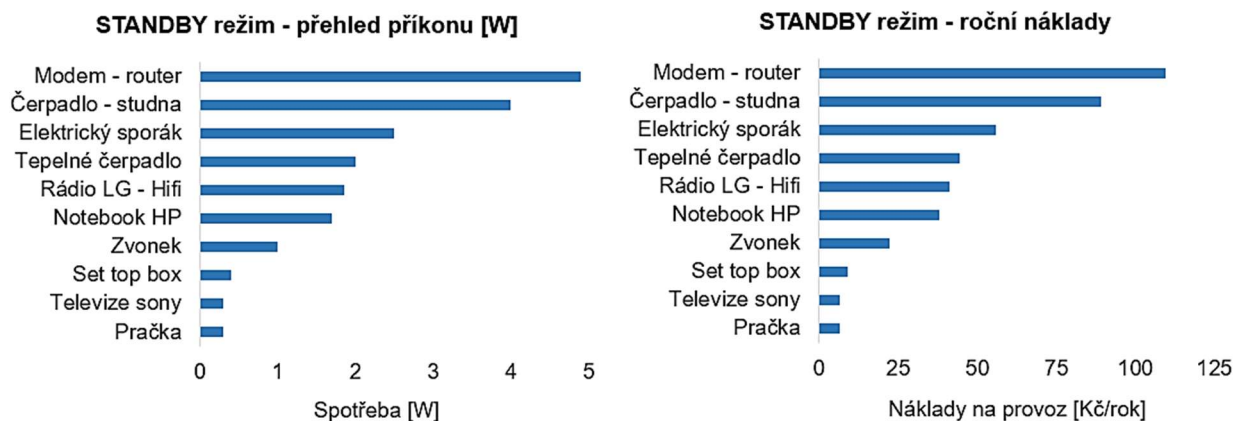 STANDBY režim - přehled příkonu [W]
Modem - router
Čerpadlo - studna
Elektrický sporák
Tepelné čerpadlo
Rádio LG - Hifi
Notebook HP
Zvonek
Set top box
Televize sony
Pračka
0 1 2 3 4 5
Spotřeba [W]
STANDBY režim - roční náklady
Modem - router
Čerpadlo - studna
Elektrický sporák
Tepelné čerpadlo
Rádio LG - Hifi
Notebook HP
Zvonek
Set top box
Televize sony
Pračka
0 25 50 75 100 125
Náklady na provoz [Kč/rok]